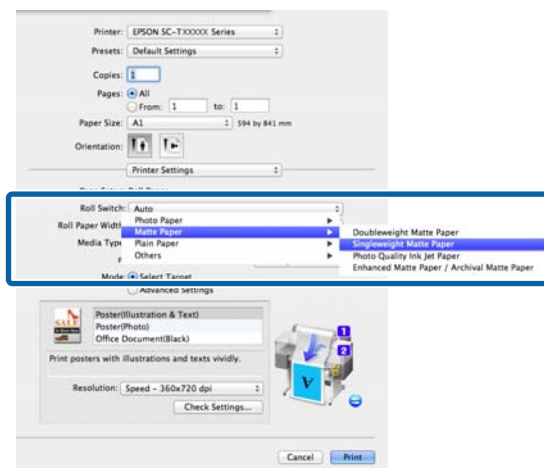 Printer: EPSON SC-TXXXXX Series
Presets: Default Settings
Copies: 1
Pages: All
From: 1 to: 1
Paper Size: A1 594 by 841 mm
Orientation:
Printer Settings
Roll Switch: Auto
Roll Paper Width
Photo Paper
Matte Paper
Doubleweight Matte Paper
Media Type
Plain Paper
Singleweight Matte Paper
Others
Photo Quality Ink Jet Paper
Enhanced Matte Paper / Archival Matte Paper
Mode: Select Target
Advanced Settings
SALE
Poster(Illustration & Text)
Poster(Photo)
Office Document(Black)
1
2
V
Print posters with illustrations and texts vividly.
Resolution: Speed - 360x720 dpi
Check Settings...
Cancel Print